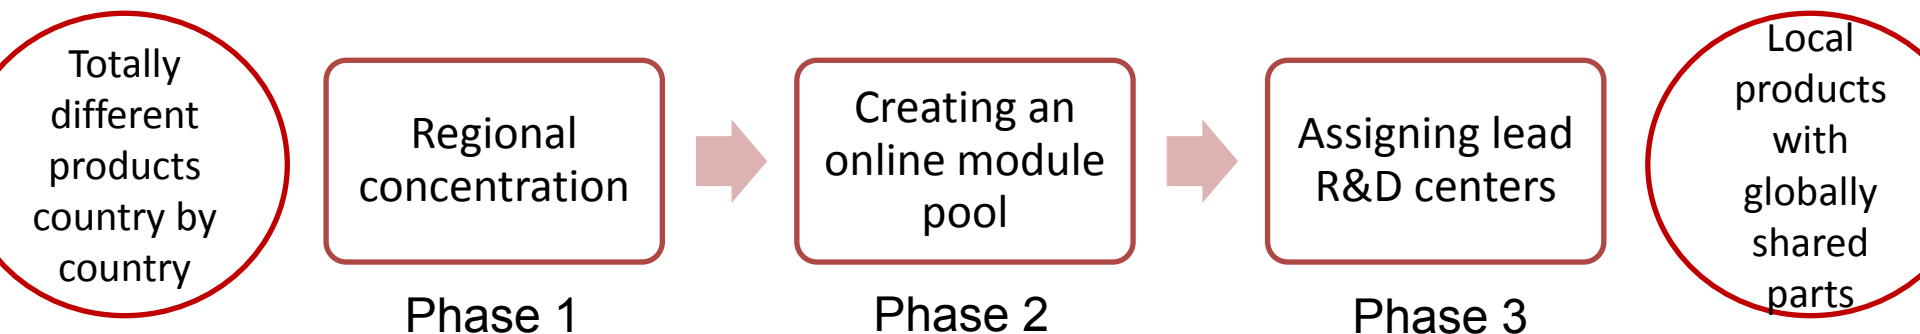 Totally
different
products
country by
country
Regional
concentration
Phase 1
Creating an
online module
pool
Phase 2
Assigning lead
R&D centers
Phase 3
Local
products
with
globally
shared
parts